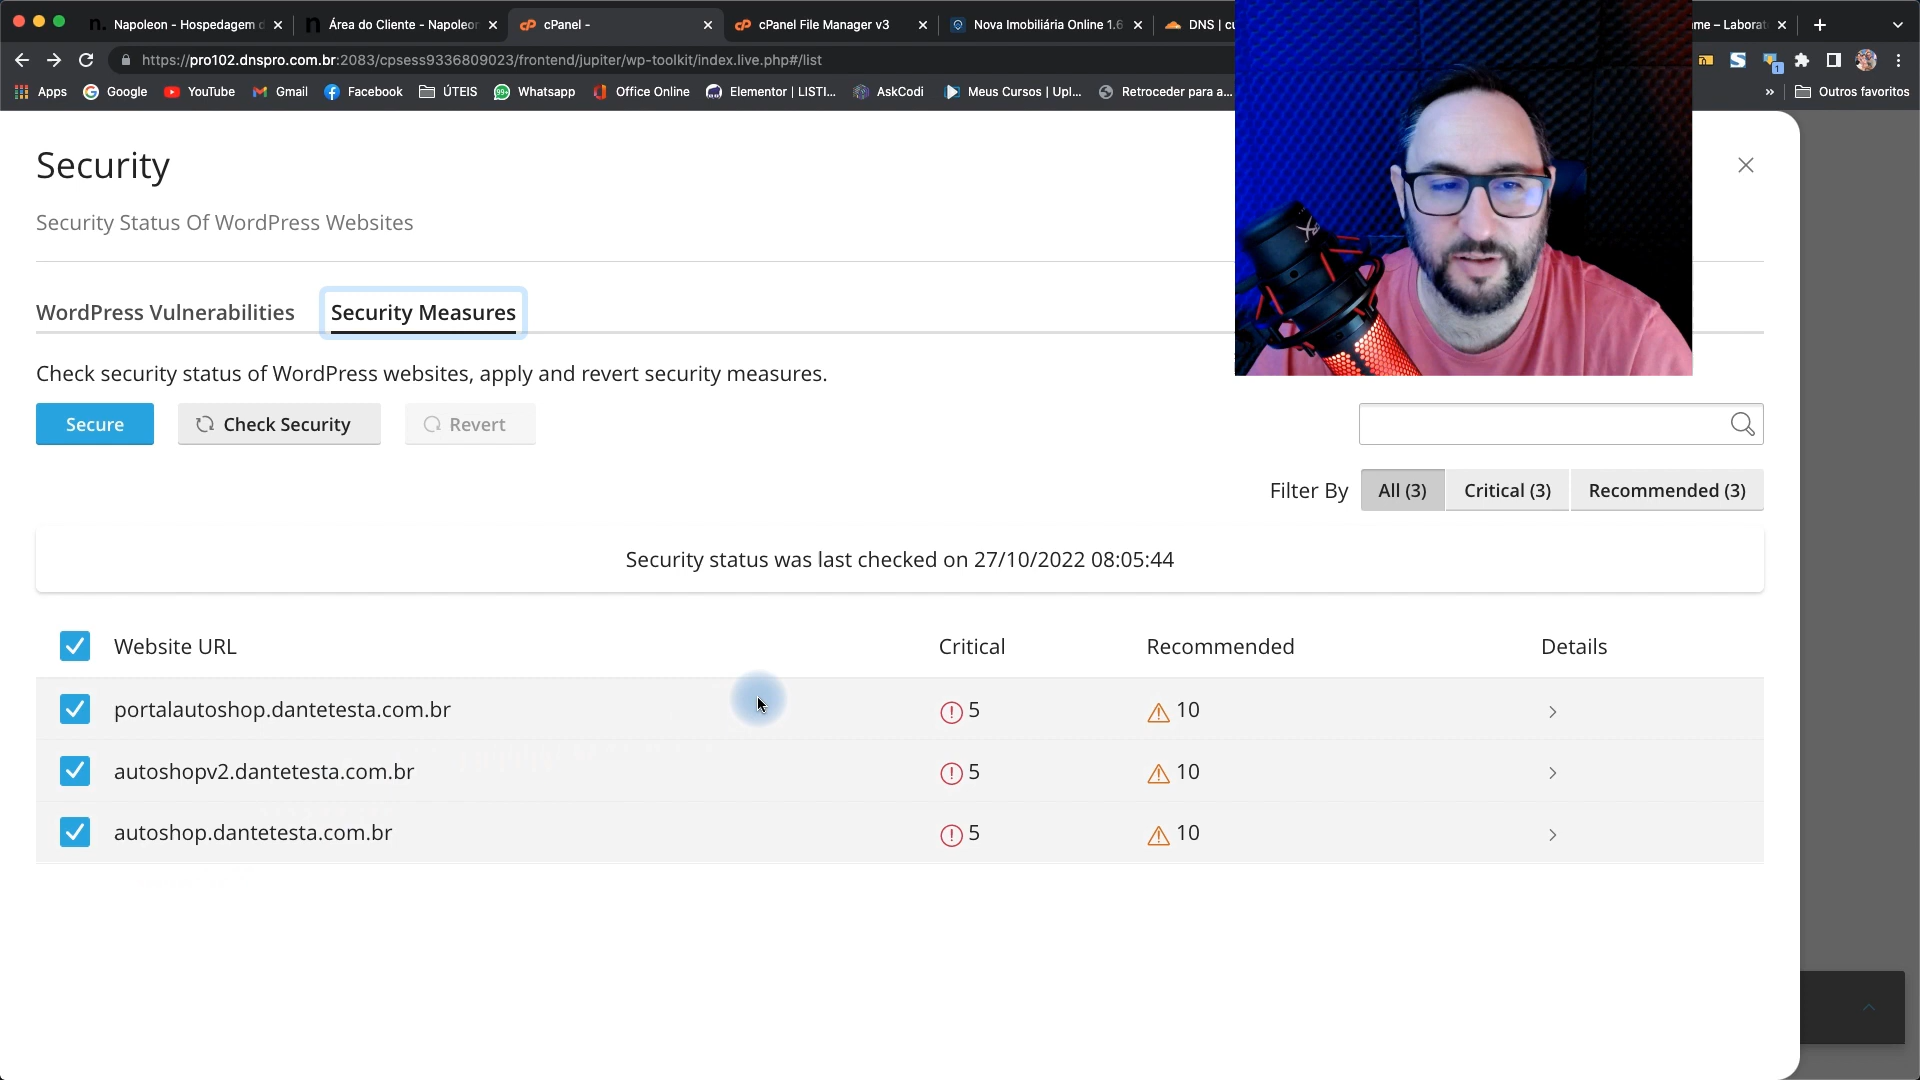 Napoleon - Hospedagem d
Área do Cliente - Napoleon
cPanel -
cPanel File Manager v3
Nova Imobiliária Online 1.6
DNS | cu
me – Laborat
https://pro102.dnspro.com.br:2083/cpsess9336809023/frontend/jupiter/wp-toolkit/index.live.php#/list
Apps
Google
YouTube
Gmail
Facebook
ÚTEIS
Whatsapp
Office Online
Elementor | LISTI...
AskCodi
Meus Cursos | Upl...
Retroceder para a...
»
Outros favoritos
Security
Security Status Of WordPress Websites
WordPress Vulnerabilities
Security Measures
Check security status of WordPress websites, apply and revert security measures.
Secure
Check Security
Revert
Filter By
All (3)
Critical (3)
Recommended (3)
Security status was last checked on 27/10/2022 08:05:44
Website URL
Critical
Recommended
Details
portalautoshop.dantetesta.com.br
5
10
autoshopv2.dantetesta.com.br
5
10
autoshop.dantetesta.com.br
5
10